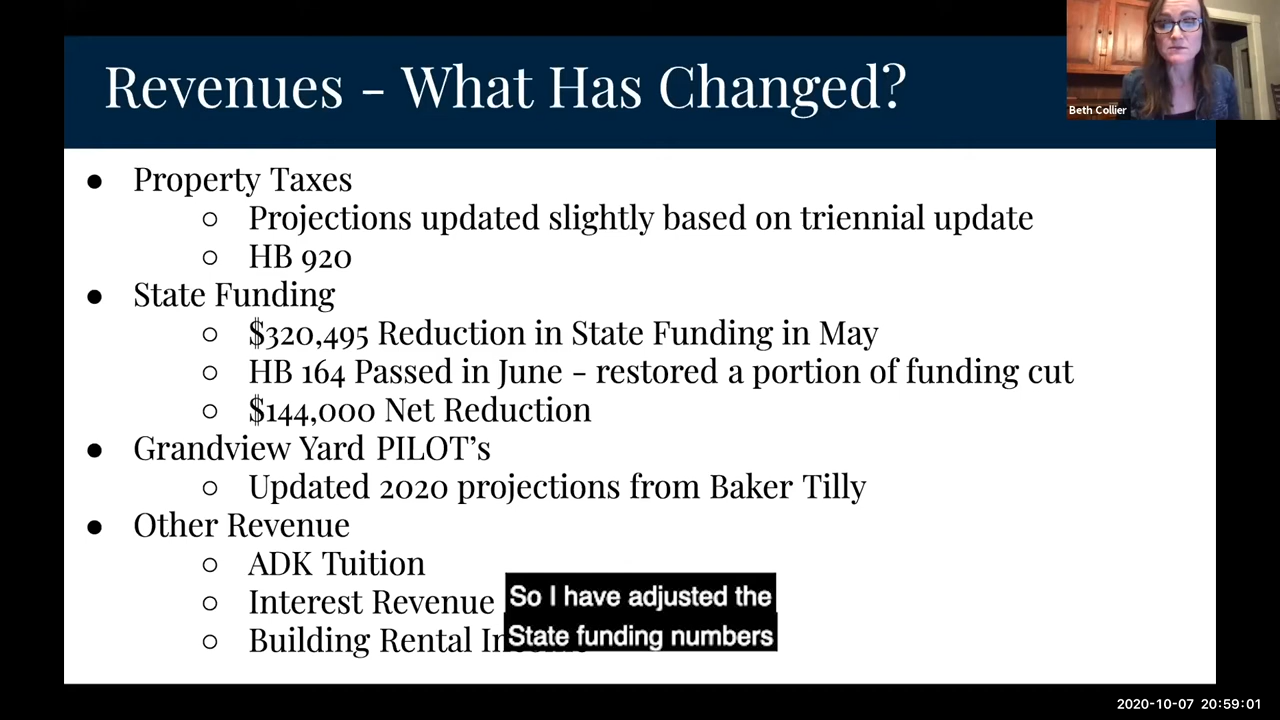 Revenues - What Has Changed?
Beth Collier
● Property Taxes
○ Projections updated slightly based on triennial update
○ HB 920
● State Funding
○ $320,495 Reduction in State Funding in May
○ HB 164 Passed in June - restored a portion of funding cut
○ $144,000 Net Reduction
● Grandview Yard PILOT’s
○ Updated 2020 projections from Baker Tilly
● Other Revenue
○ ADK Tuition
○ Interest Revenue
○ Building Rental
So I have adjusted the
State funding numbers
2020-10-07 20:59:01